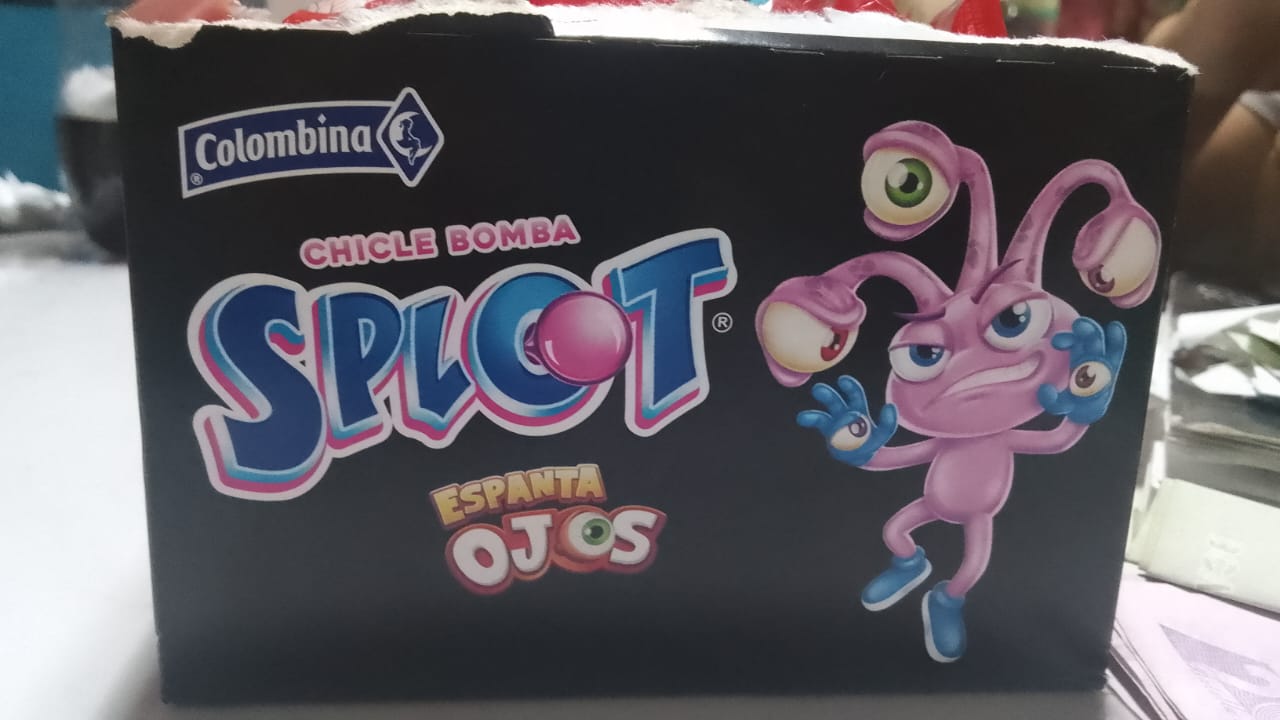 Colombina
®
CHICLE BOMBA
SPLOT®
ESPANTA
OJOS